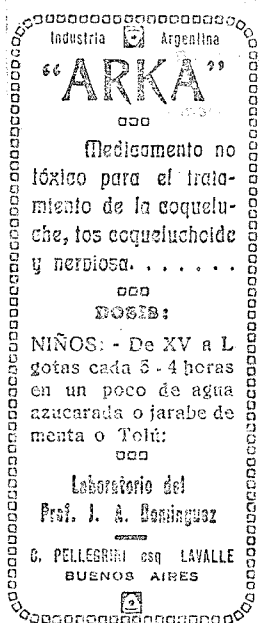 Industria Argentina
"ARKA"
Medicamento no
tóxico para el trata-
miento de la coquelu-
che, tos coqueluchoide
y nerviosa. . . . . . .
DOSIS:
NIÑOS: - De XV a L
gotas cada 3 - 4 horas
en un poco de agua
azucarada o jarabe de
menta o Tolú:
Laboratorio del
Prof. J. A. Domínguez
C. PELLEGRINI esq LAVALLE
BUENOS AIRES